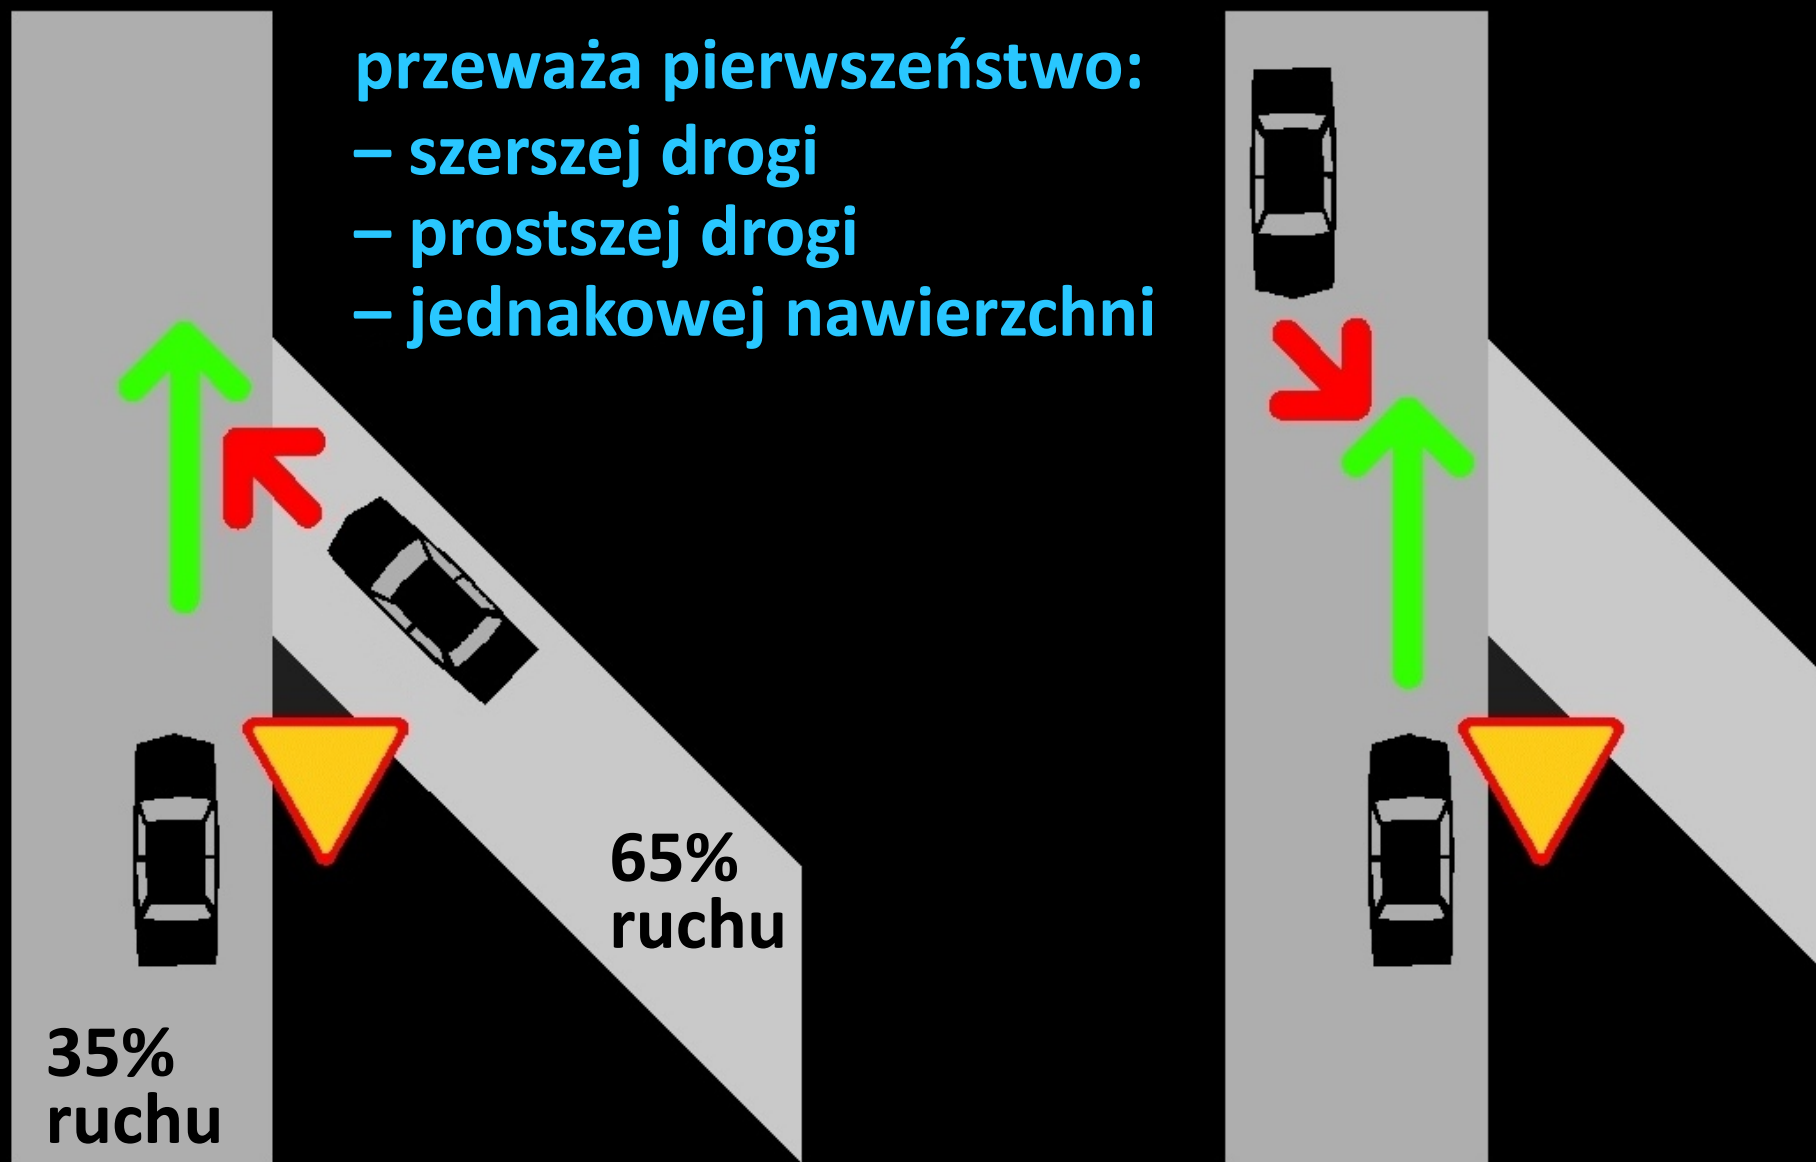 przeważa pierwszeństwo:
– szerszej drogi
– prostszej drogi
– jednakowej nawierzchni
65%
ruchu
35%
ruchu